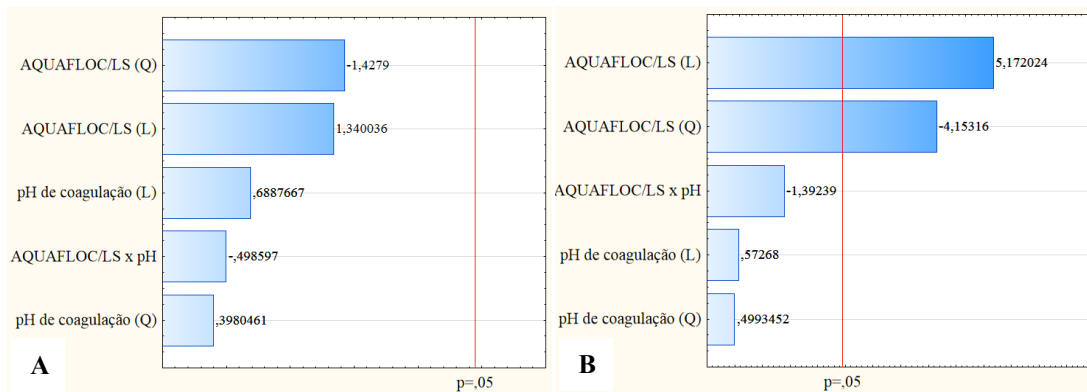 AQUAFLOC/LS (Q)
-1,4279
AQUAFLOC/LS (L)
1,340036
pH de coagulação (L)
,6887667
AQUAFLOC/LS x pH
-,498597
pH de coagulação (Q)
,3980461
A
p=,05
AQUAFLOC/LS (L)
5,172024
AQUAFLOC/LS (Q)
-4,15316
AQUAFLOC/LS x pH
-1,39239
pH de coagulação (L)
,57268
pH de coagulação (Q)
,4993452
B
p=,05